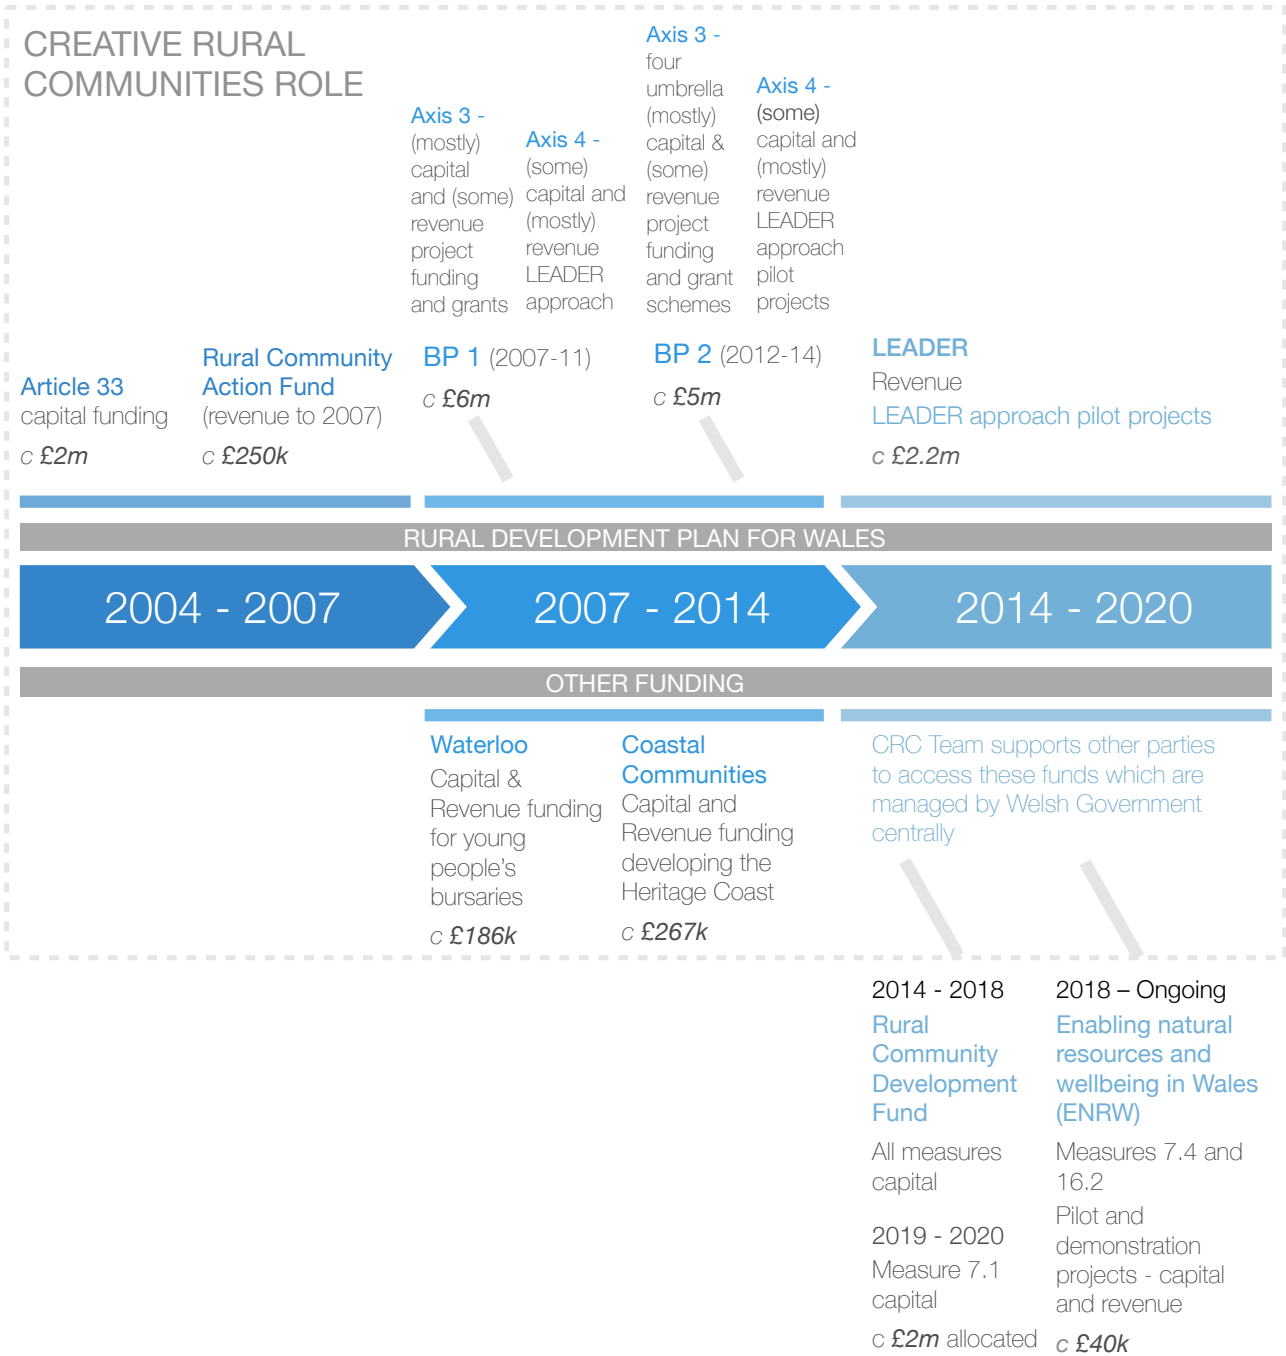 CREATIVE RURAL
COMMUNITIES ROLE
Axis 3 -
(mostly)
capital
and (some)
revenue
project
funding
and grants
Axis 4 -
(some)
capital and
(mostly)
revenue
LEADER
approach
Axis 3 -
four
umbrella
(mostly)
capital &
(some)
revenue
project
funding
and grant
schemes
Axis 4 -
(some)
capital and
(mostly)
revenue
LEADER
approach
pilot
projects
Article 33
capital funding
c £2m
Rural Community
Action Fund
(revenue to 2007)
c £250k
BP 1 (2007-11)
c £6m
BP 2 (2012-14)
c £5m
LEADER
Revenue
LEADER approach pilot projects
c £2.2m
RURAL DEVELOPMENT PLAN FOR WALES
2004 - 2007
2007 - 2014
2014 - 2020
OTHER FUNDING
Waterloo
Capital &
Revenue funding
for young
people's
bursaries
c £186k
Coastal
Communities
Capital and
Revenue funding
developing the
Heritage Coast
c £267k
CRC Team supports other parties
to access these funds which are
managed by Welsh Government
centrally
2014 - 2018
Rural
Community
Development
Fund
All measures
capital
2019 - 2020
Measure 7.1
capital
c £2m allocated
2018 – Ongoing
Enabling natural
resources and
wellbeing in Wales
(ENRW)
Measures 7.4 and
16.2
Pilot and
demonstration
projects - capital
and revenue
c £40k